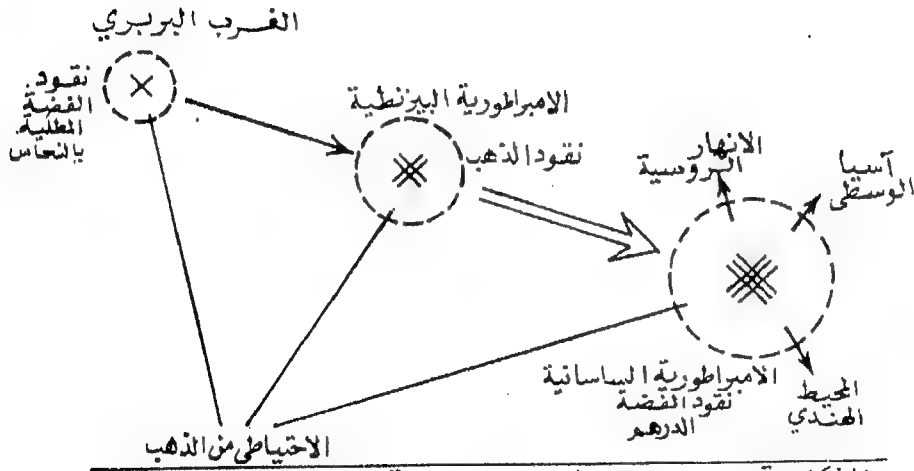 الغرب البربري
نقود
الفضة
المطلية
بالنحاس
الامبراطورية البيزنطية
نقود الذهب
الانهار
الروسية
آسيا
الوسطى
الامبراطورية الساسانية
نقود الفضة
الدرهم
المحيط
الهندي
الاحتياطي من الذهب